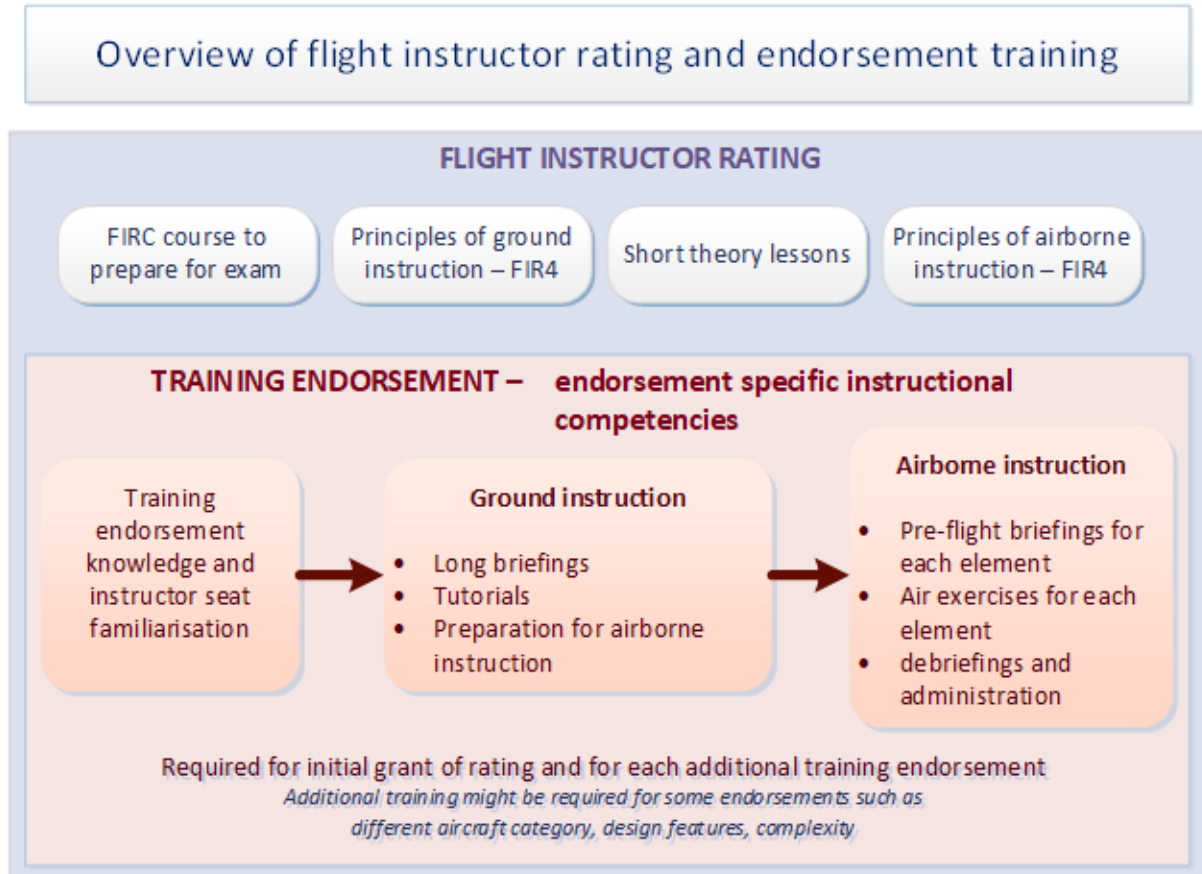 Overview of flight instructor rating and endorsement training
FLIGHT INSTRUCTOR RATING
FIRC course to
prepare for exam
Principles of ground
instruction – FIR4
Short theory lessons
Principles of airborne
instruction – FIR4
TRAINING ENDORSEMENT – endorsement specific instructional
competencies
Training
endorsement
knowledge and
instructor seat
familiarisation
Ground instruction
• Long briefings
• Tutorials
• Preparation for airborne
instruction
Airborne instruction
• Pre-flight briefings for
each element
• Air exercises for each
element
• debriefings and
administration
Required for initial grant of rating and for each additional training endorsement
Additional training might be required for some endorsements such as
different aircraft category, design features, complexity